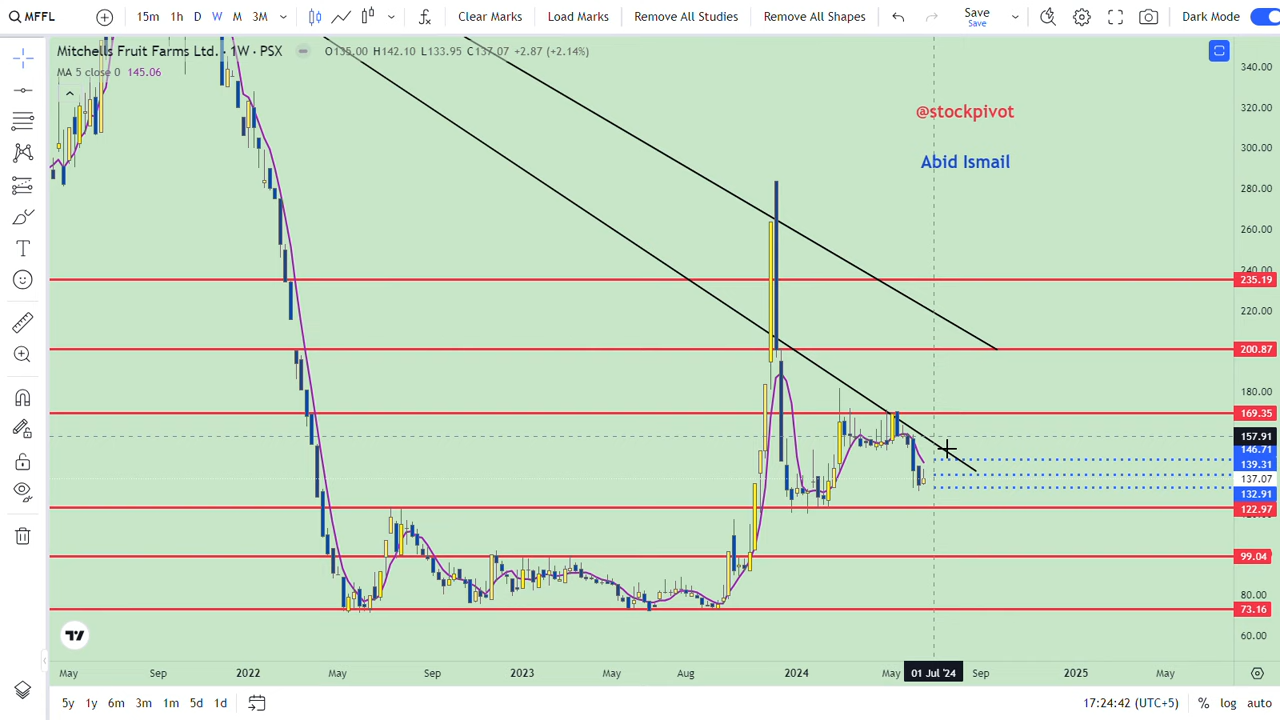 MFFL 15m 1h D W M 3M Clear Marks Load Marks Remove All Studies Remove All Shapes Save Dark Mode
Save
Mitchells Fruit Farms Ltd. · 1W · PSX O135.00 H142.10 L133.95 C137.07 +2.87 (+2.14%)
MA 5 close 0 145.06
@stockpivot
Abid Ismail
340.00
320.00
300.00
280.00
260.00
240.00
235.19
220.00
200.87
180.00
169.35
157.91
146.71
139.31
137.07
132.91
122.97
99.04
80.00
73.16
60.00
May Sep 2022 May Sep 2023 May Aug 2024 May 01 Jul '24 Sep 2025 May
5y 1y 6m 3m 1m 5d 1d 17:24:42 (UTC+5) % log auto